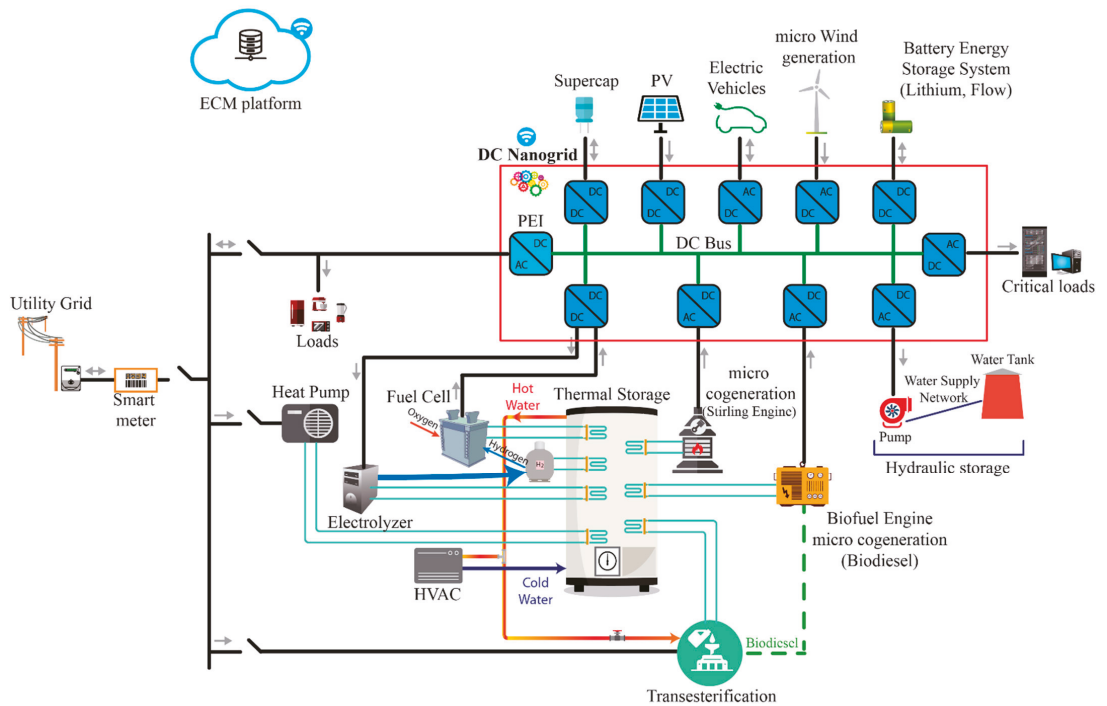 ECM platform
Supercap
PV
Electric
Vehicles
micro Wind
generation
Battery Energy
Storage System
(Lithium, Flow)
DC Nanogrid
DC
DC
DC
DC
DC
DC
AC
DC
DC
DC
PEI
DC
AC
DC Bus
AC
DC
Critical loads
DC
DC
DC
AC
DC
AC
DC
AC
Utility Grid
Loads
Smart
meter
Heat Pump
Fuel Cell
Oxygen
Hydrogen
H2
Hot
Water
Thermal Storage
micro
cogeneration
(Stirling Engine)
Water Tank
Water Supply
Network
Pump
Hydraulic storage
Electrolyzer
Biofuel Engine
micro cogeneration
(Biodiesel)
HVAC
Cold
Water
Biodiesel
Transesterification